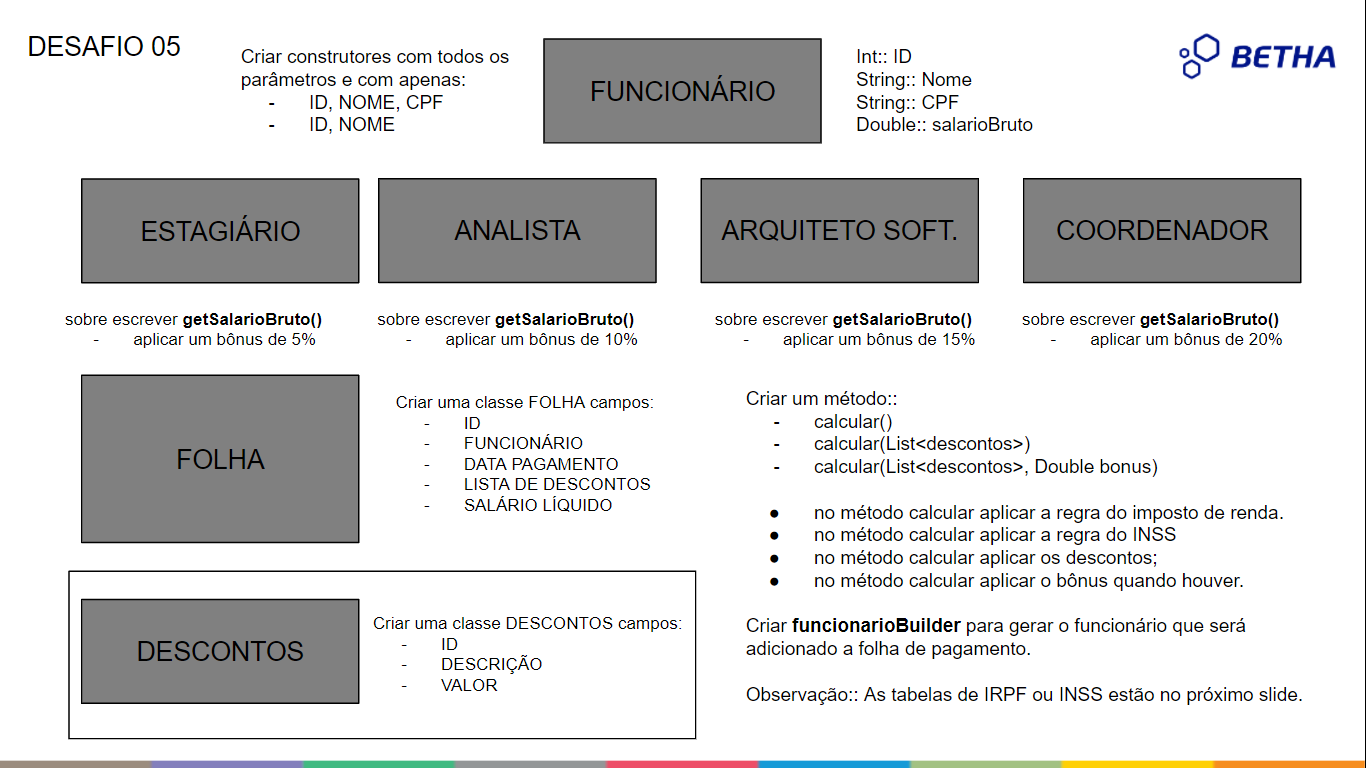 DESAFIO 05
Criar construtores com todos os
parâmetros e com apenas:
- ID, NOME, CPF
- ID, NOME
FUNCIONÁRIO
Int:: ID
String:: Nome
String:: CPF
Double:: salarioBruto
BETHA
ESTAGIÁRIO
ANALISTA
ARQUITETO SOFT.
COORDENADOR
sobre escrever getSalarioBruto()
- aplicar um bônus de 5%
sobre escrever getSalarioBruto()
- aplicar um bônus de 10%
sobre escrever getSalarioBruto()
- aplicar um bônus de 15%
sobre escrever getSalarioBruto()
- aplicar um bônus de 20%
FOLHA
Criar uma classe FOLHA campos:
- ID
- FUNCIONÁRIO
- DATA PAGAMENTO
- LISTA DE DESCONTOS
- SALÁRIO LÍQUIDO
Criar um método::
- calcular()
- calcular(List<descontos>)
- calcular(List<descontos>, Double bonus)
● no método calcular aplicar a regra do imposto de renda.
● no método calcular aplicar a regra do INSS
● no método calcular aplicar os descontos;
● no método calcular aplicar o bônus quando houver.
DESCONTOS
Criar uma classe DESCONTOS campos:
- ID
- DESCRIÇÃO
- VALOR
Criar funcionarioBuilder para gerar o funcionário que será
adicionado a folha de pagamento.
Observação:: As tabelas de IRPF ou INSS estão no próximo slide.